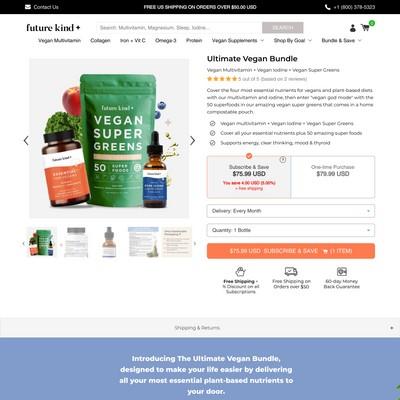 Contact Us
FREE US SHIPPING ON ORDERS OVER $50.00 USD
+1 (800) 378-5323
future kind +
Search: Multivitamin, Magnesium, Sleep, Iodine...
SEARCH
0
Vegan Multivitamin
Collagen
Iron + Vit C
Omega-3
Protein
Vegan Supplements
Shop By Goal
Bundle & Save
Ultimate Vegan Bundle
Vegan Multivitamin + Vegan Iodine + Vegan Super Greens
5 out of 5 (based on 2 reviews)
Cover the four most essential nutrients for vegans and plant-based diets
with our multivitamin and iodine, then enter "vegan god mode" with the
50 superfoods in our amazing vegan super greens that comes in a home
compostable pouch.
Vegan multivitamin + Vegan Iodine + Vegan Super Greens
Cover all your essential nutrients plus 50 amazing super foods
Supports energy, clear thinking, mood & thyroid
Subscribe & Save
$75.99 USD
You save 4.00 USD (5.00%)
+ free shipping
One-time Purchase
$79.99 USD
Delivery: Every Month
Quantity: 1 Bottle
$75.99 USD SUBSCRIBE & SAVE (1 ITEM)
Free Shipping +
% Discount on all
Subscriptions
Free Shipping on
Orders over $50
60-day Money
Back Guarantee
future kind+
VEGAN
SUPER
GREENS
50
SUPER
FOODS
future kind+
ESSENTIAL
Shipping & Returns
+
Introducing The Ultimate Vegan Bundle,
designed to make your life easier by delivering
all your most essential plant-based nutrients to
your door.